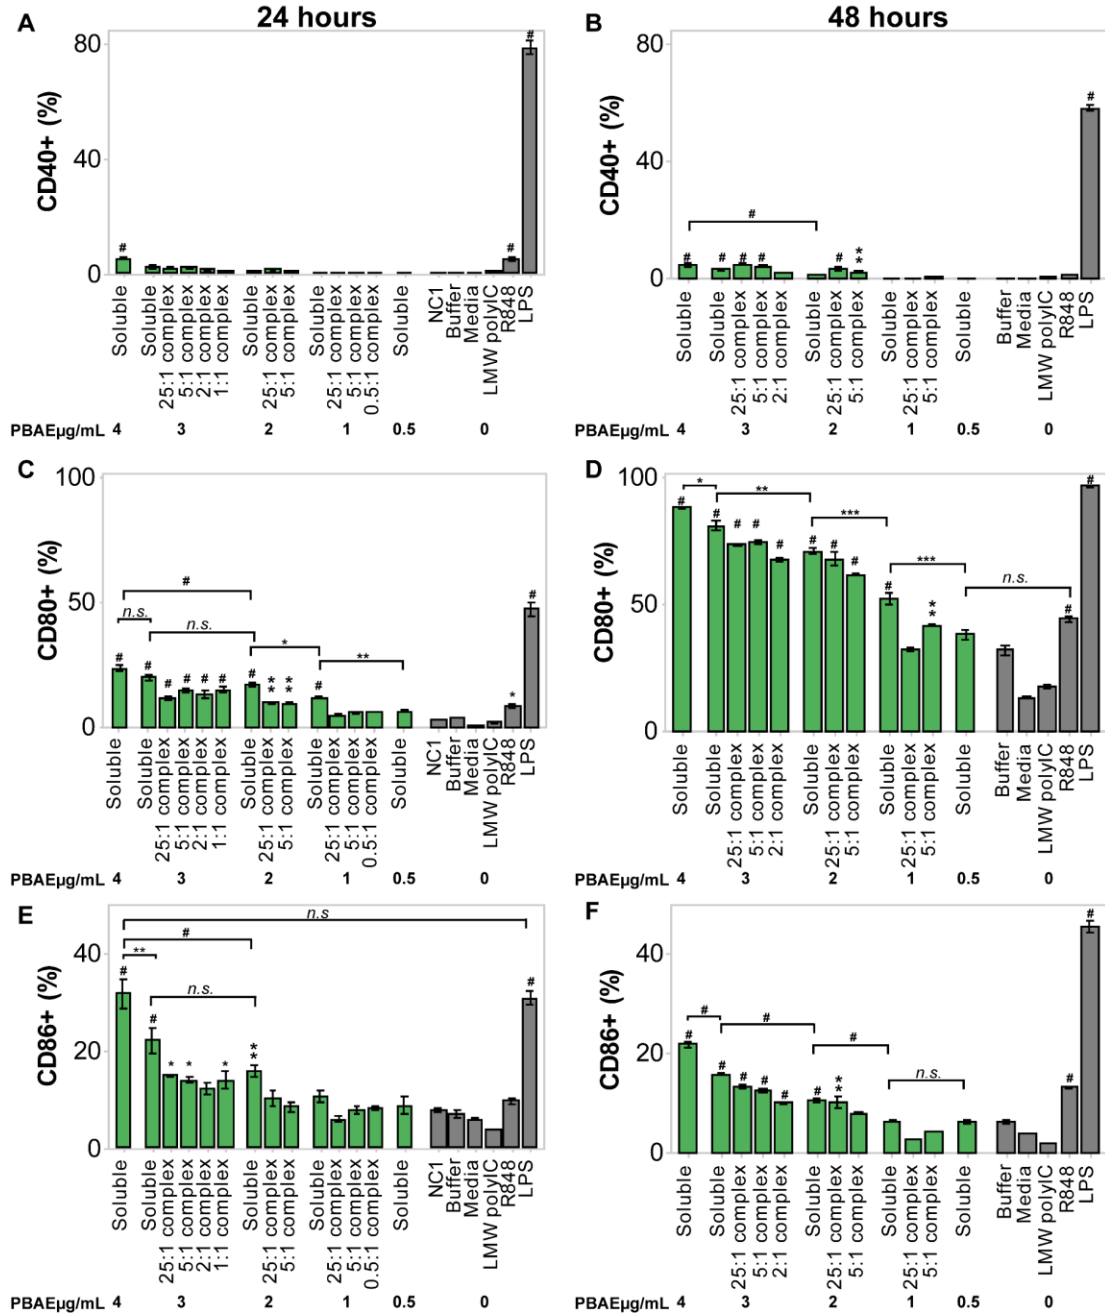 24 hours
48 hours
A
B
CD40+ (%)
80
40
0
#
#
#
Soluble
Soluble
25:1 complex
5:1 complex
2:1 complex
1:1 complex
Soluble
25:1 complex
5:1 complex
Soluble
25:1 complex
5:1 complex
0.5:1 complex
Soluble
NC1
Buffer
Media
LMW polyIC
R848
LPS
PBAEµg/mL 4 3 2 1 0.5 0
CD40+ (%)
80
40
0
#
#
# # # #
# **
#
Soluble
Soluble
25:1 complex
5:1 complex
2:1 complex
Soluble
25:1 complex
5:1 complex
Soluble
25:1 complex
5:1 complex
Soluble
Buffer
Media
LMW polyIC
R848
LPS
PBAEµg/mL 4 3 2 1 0.5 0
C
D
CD80+ (%)
100
50
0
#
n.s.
n.s.
*
**
# # # # # #
# ** **
#
*
#
Soluble
Soluble
25:1 complex
5:1 complex
2:1 complex
1:1 complex
Soluble
25:1 complex
5:1 complex
Soluble
25:1 complex
5:1 complex
0.5:1 complex
Soluble
NC1
Buffer
Media
LMW polyIC
R848
LPS
PBAEµg/mL 4 3 2 1 0.5 0
CD80+ (%)
100
50
0
*
**
***
***
n.s.
# # # # #
# # #
# **
#
#
Soluble
Soluble
25:1 complex
5:1 complex
2:1 complex
Soluble
25:1 complex
5:1 complex
Soluble
25:1 complex
5:1 complex
Soluble
Buffer
Media
LMW polyIC
R848
LPS
PBAEµg/mL 4 3 2 1 0.5 0
E
F
CD86+ (%)
40
20
0
n.s
#
**
n.s.
# # * * *
**
#
Soluble
Soluble
25:1 complex
5:1 complex
2:1 complex
1:1 complex
Soluble
25:1 complex
5:1 complex
Soluble
25:1 complex
5:1 complex
0.5:1 complex
Soluble
NC1
Buffer
Media
LMW polyIC
R848
LPS
PBAEµg/mL 4 3 2 1 0.5 0
CD86+ (%)
40
20
0
#
#
#
n.s.
# # # # #
# **
#
#
Soluble
Soluble
25:1 complex
5:1 complex
2:1 complex
Soluble
25:1 complex
5:1 complex
Soluble
25:1 complex
5:1 complex
Soluble
Buffer
Media
LMW polyIC
R848
LPS
PBAEµg/mL 4 3 2 1 0.5 0